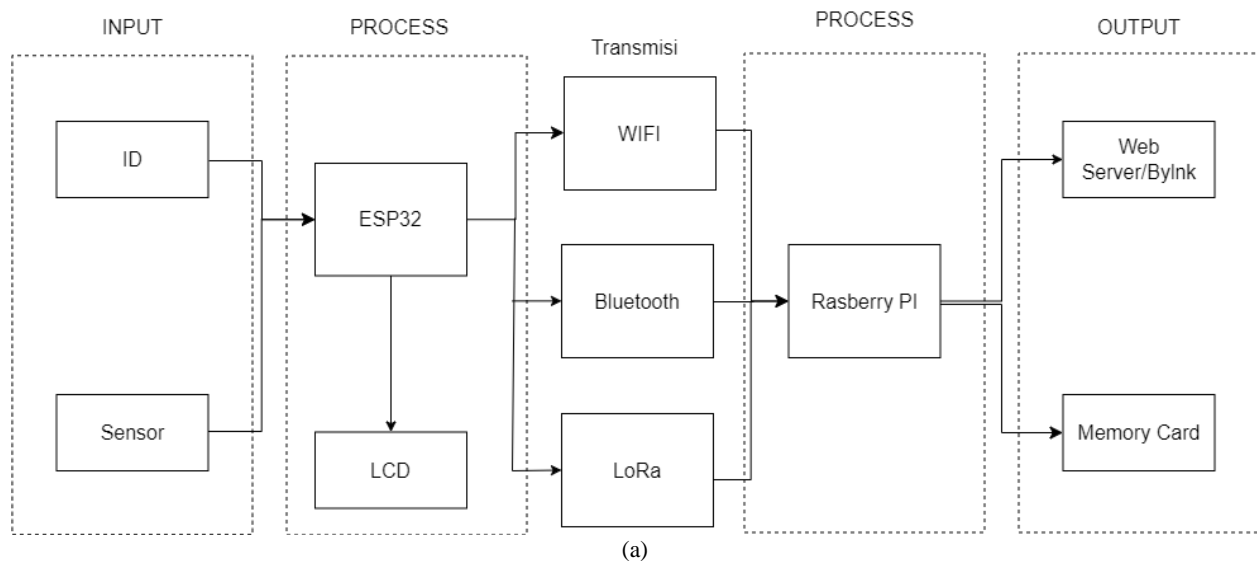 INPUT
PROCESS
Transmisi
PROCESS
OUTPUT
ID
Sensor
ESP32
LCD
WIFI
Bluetooth
LoRa
Rasberry PI
Web
Server/Bylnk
Memory Card
(a)